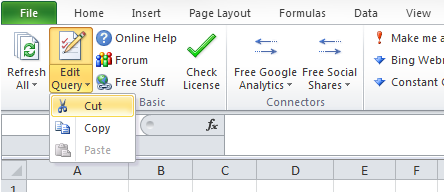 File Home Insert Page Layout Formulas Data View
Refresh All
Edit Query
Online Help
Forum
Free Stuff
Check License
Free Google Analytics
Free Social Shares
Make me a
Bing Web
Constant C
Basic
Connectors
Cut
Copy
Paste
fx
A B C D E F
1